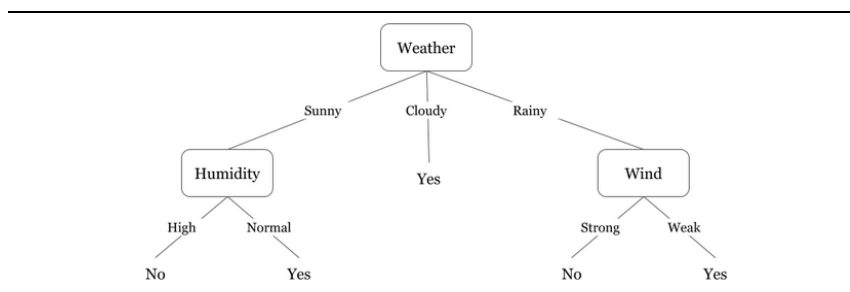 Weather
Sunny Cloudy Rainy
Humidity Yes Wind
High Normal Strong Weak
No Yes No Yes